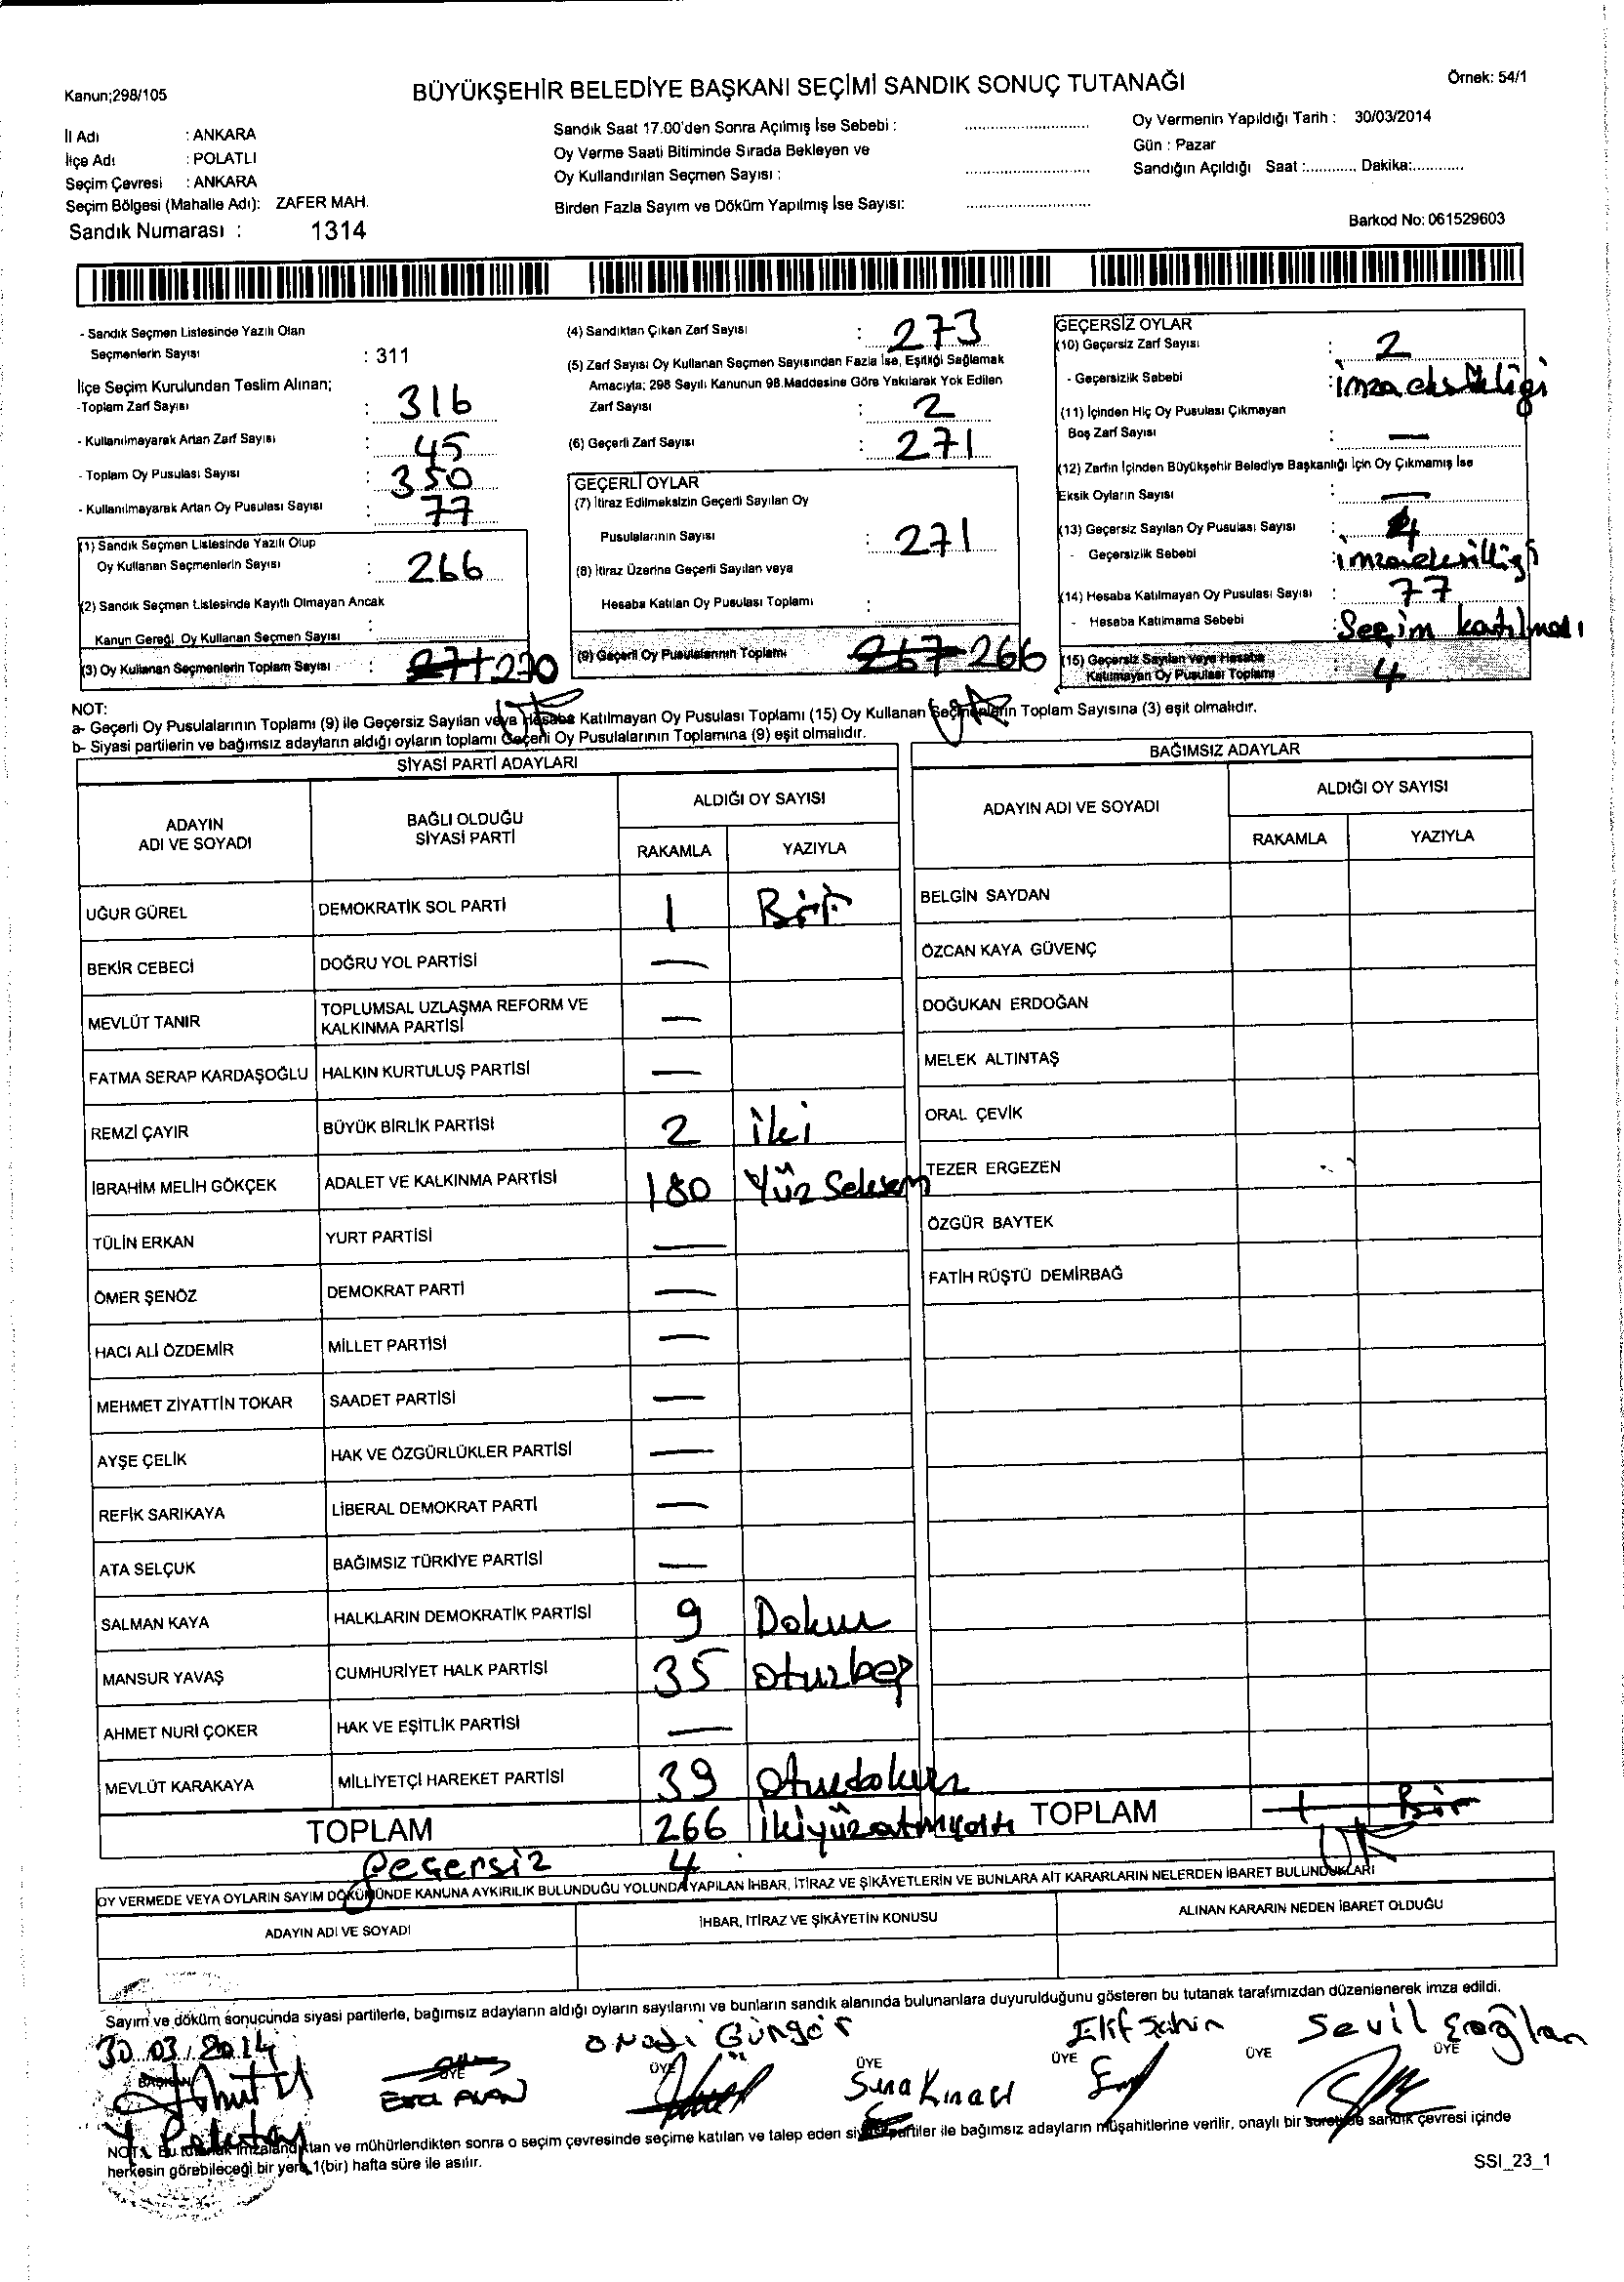 Kanun;298/105
BÜYÜKŞEHİR BELEDİYE BAŞKANI SEÇİMİ SANDIK SONUÇ TUTANAĞI
Örnek: 54/1
İl Adı : ANKARA
İlçe Adı : POLATLI
Seçim Çevresi : ANKARA
Seçim Bölgesi (Mahalle Adı): ZAFER MAH.
Sandık Numarası : 1314
Sandık Saat 17.00'den Sonra Açılmış İse Sebebi :
Oy Verme Saati Bitiminde Sırada Bekleyen ve
Oy Kullandırılan Seçmen Sayısı :
Birden Fazla Sayım ve Döküm Yapılmış İse Sayısı:
Oy Vermenin Yapıldığı Tarih : 30/03/2014
Gün : Pazar
Sandığın Açıldığı Saat :............ Dakika:............
Barkod No: 061529603
- Sandık Seçmen Listesinde Yazılı Olan
Seçmenlerin Sayısı : 311
İlçe Seçim Kurulundan Teslim Alınan;
-Toplam Zarf Sayısı : 316
- Kullanılmayarak Artan Zarf Sayısı : 45
- Toplam Oy Pusulası Sayısı : 350
- Kullanılmayarak Artan Oy Pusulası Sayısı : 77
(1) Sandık Seçmen Listesinde Yazılı Olup
Oy Kullanan Seçmenlerin Sayısı : 266
(2) Sandık Seçmen Listesinde Kayıtlı Olmayan Ancak
Kanun Gereği Oy Kullanan Seçmen Sayısı :
(3) Oy Kullanan Seçmenlerin Toplam Sayısı : 271 270
(4) Sandıktan Çıkan Zarf Sayısı : 273
(5) Zarf Sayısı Oy Kullanan Seçmen Sayısından Fazla İse, Eşitliği Sağlamak
Amacıyla; 298 Sayılı Kanunun 98.Maddesine Göre Yakılarak Yok Edilen
Zarf Sayısı : 2
(6) Geçerli Zarf Sayısı : 271
GEÇERLİ OYLAR
(7) İtiraz Edilmeksizin Geçerli Sayılan Oy
Pusulalarının Sayısı : 271
(8) İtiraz Üzerine Geçerli Sayılan veya
Hesaba Katılan Oy Pusulası Toplamı :
(9) Geçerli Oy Pusulalarının Toplamı 267 266
GEÇERSİZ OYLAR
(10) Geçersiz Zarf Sayısı : 2
- Geçersizlik Sebebi : imza eksikliği
(11) İçinden Hiç Oy Pusulası Çıkmayan
Boş Zarf Sayısı : —
(12) Zarfın İçinden Büyükşehir Belediye Başkanlığı İçin Oy Çıkmamış İse
Eksik Oyların Sayısı : —
(13) Geçersiz Sayılan Oy Pusulası Sayısı : 4
- Geçersizlik Sebebi
(14) Hesaba Katılmayan Oy Pusulası Sayısı : 77
- Hesaba Katılmama Sebebi : Seçim katılmadı
(15) Geçersiz Sayılan veya Hesaba
Katılmayan Oy Pusulası Toplamı : 4
NOT:
a- Geçerli Oy Pusulalarının Toplamı (9) ile Geçersiz Sayılan veya Hesaba Katılmayan Oy Pusulası Toplamı (15) Oy Kullanan Seçmenlerin Toplam Sayısına (3) eşit olmalıdır.
b- Siyasi partilerin ve bağımsız adayların aldığı oyların toplamı Geçerli Oy Pusulalarının Toplamına (9) eşit olmalıdır.
SİYASİ PARTİ ADAYLARI
ADAYIN ADI VE SOYADI
BAĞLI OLDUĞU SİYASİ PARTİ
ALDIĞI OY SAYISI
RAKAMLA YAZIYLA
UĞUR GÜREL DEMOKRATİK SOL PARTİ 1 Bir
BEKİR CEBECİ DOĞRU YOL PARTİSİ —
MEVLÜT TANIR TOPLUMSAL UZLAŞMA REFORM VE KALKINMA PARTİSİ —
FATMA SERAP KARDAŞOĞLU HALKIN KURTULUŞ PARTİSİ —
REMZİ ÇAYIR BÜYÜK BİRLİK PARTİSİ 2 iki
İBRAHİM MELİH GÖKÇEK ADALET VE KALKINMA PARTİSİ 180 Yüz Seksen
TÜLİN ERKAN YURT PARTİSİ —
ÖMER ŞENÖZ DEMOKRAT PARTİ —
HACI ALİ ÖZDEMİR MİLLET PARTİSİ —
MEHMET ZİYATTİN TOKAR SAADET PARTİSİ —
AYŞE ÇELİK HAK VE ÖZGÜRLÜKLER PARTİSİ —
REFİK SARIKAYA LİBERAL DEMOKRAT PARTİ —
ATA SELÇUK BAĞIMSIZ TÜRKİYE PARTİSİ —
SALMAN KAYA HALKLARIN DEMOKRATİK PARTİSİ 9 Dokuz
MANSUR YAVAŞ CUMHURİYET HALK PARTİSİ 35 otuzbeş
AHMET NURİ ÇOKER HAK VE EŞİTLİK PARTİSİ —
MEVLÜT KARAKAYA MİLLİYETÇİ HAREKET PARTİSİ 39 otuzdokuz
TOPLAM 266 İkiyüzatmışaltı
Geçersiz 4
BAĞIMSIZ ADAYLAR
ADAYIN ADI VE SOYADI
ALDIĞI OY SAYISI
RAKAMLA YAZIYLA
BELGİN SAYDAN
ÖZCAN KAYA GÜVENÇ
DOĞUKAN ERDOĞAN
MELEK ALTINTAŞ
ORAL ÇEVİK
TEZER ERGEZEN
ÖZGÜR BAYTEK
FATİH RÜŞTÜ DEMİRBAĞ
TOPLAM 1 Bir
OY VERMEDE VEYA OYLARIN SAYIM DÖKÜMÜNDE KANUNA AYKIRILIK BULUNDUĞU YOLUNDA YAPILAN İHBAR, İTİRAZ VE ŞİKÂYETLERİN VE BUNLARA AİT KARARLARIN NELERDEN İBARET BULUNDUKLARI
ADAYIN ADI VE SOYADI İHBAR, İTİRAZ VE ŞİKÂYETİN KONUSU ALINAN KARARIN NEDEN İBARET OLDUĞU
Sayım ve döküm sonucunda siyasi partilerle, bağımsız adayların aldığı oyların sayılarını ve bunların sandık alanında bulunanlara duyurulduğunu gösteren bu tutanak tarafımızdan düzenlenerek imza edildi.
30.03.2014
Güngör Elif Şahin Sevil
BAŞKAN ÜYE ÜYE ÜYE ÜYE ÜYE ÜYE
Sıra Kınacı
NOT: Bu tutanak imzalandıktan ve mühürlendikten sonra o seçim çevresinde seçime katılan ve talep eden siyasi partiler ile bağımsız adayların müşahitlerine verilir, onaylı bir sureti de sandık çevresi içinde
herkesin görebileceği bir yere 1(bir) hafta süre ile asılır.
SSI_23_1